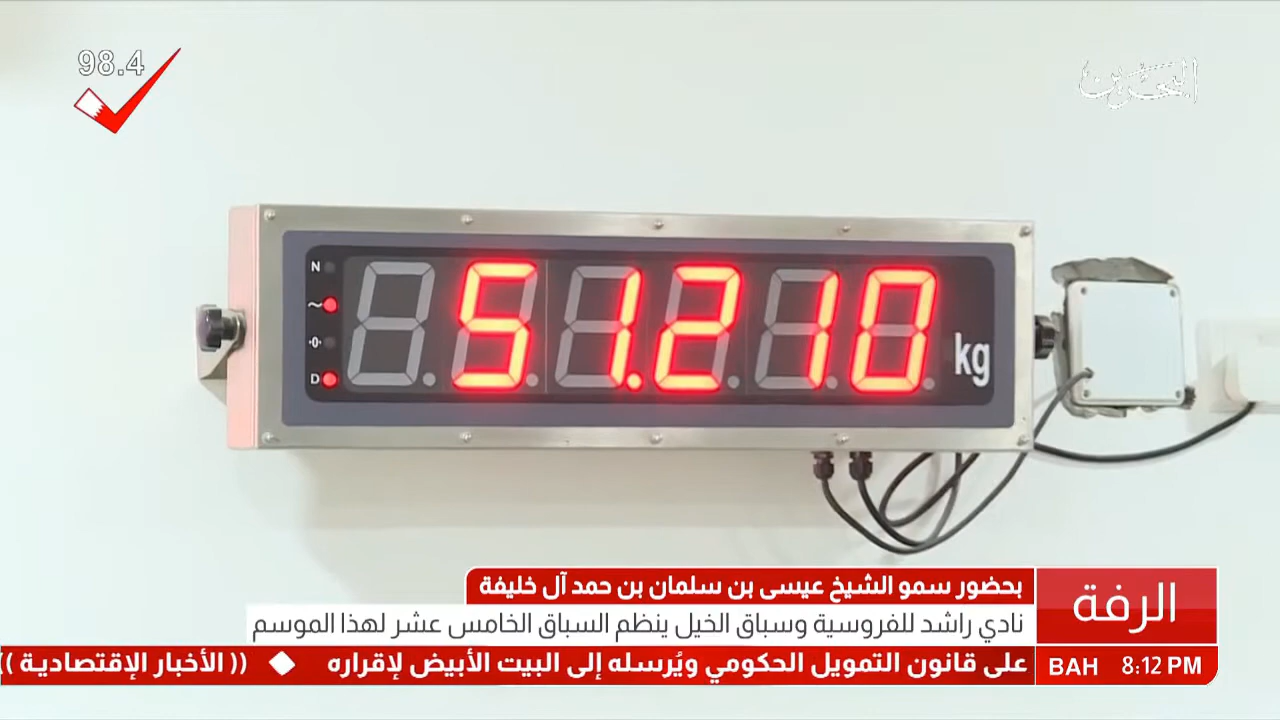 98.4
البحرين
N
~
·0·
D
51.210
kg
بحضور سمو الشيخ عيسى بن سلمان بن حمد آل خليفة
الرفة
نادي راشد للفروسية وسباق الخيل ينظم السباق الخامس عشر لهذا الموسم
على قانون التمويل الحكومي ويُرسله إلى البيت الأبيض لإقراره ◆ (( الأخبار الإقتصادية ))
BAH 8:12 PM